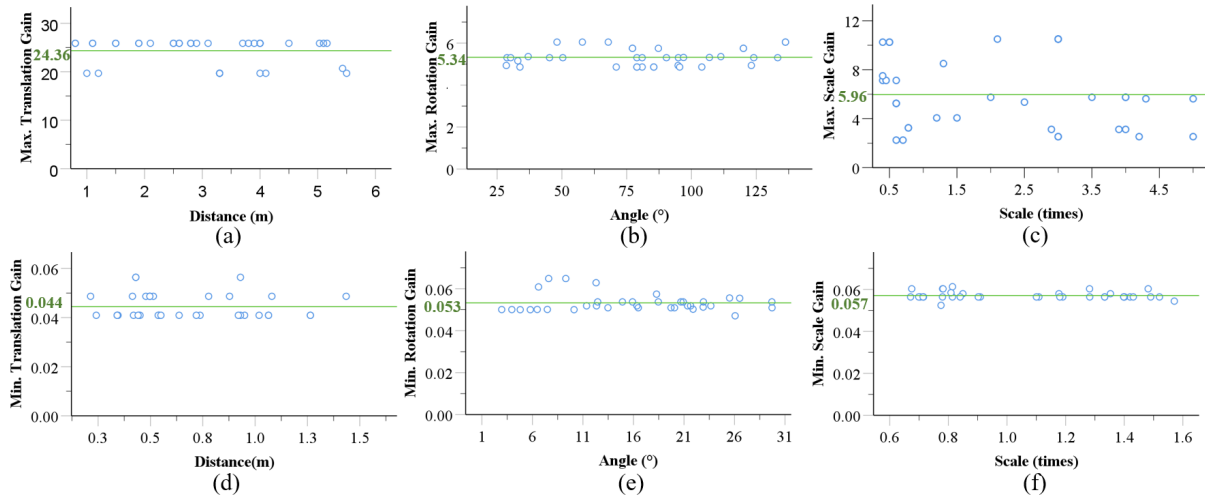 Max. Translation Gain
30
24.36
20
10
0
1 2 3 4 5 6
Distance (m)
(a)
Max. Rotation Gain
6
5.34
4
2
0
25 50 75 100 125
Angle (°)
(b)
Max. Scale Gain
12
8
5.96
4
0
0.5 1.5 2.5 3.5 4.5
Scale (times)
(c)
Min. Translation Gain
0.06
0.044
0.04
0.02
0.00
0.3 0.5 0.8 1.0 1.3 1.5
Distance(m)
(d)
Min. Rotation Gain
0.06
0.053
0.04
0.02
0.00
1 6 11 16 21 26 31
Angle (°)
(e)
Min. Scale Gain
0.06
0.057
0.04
0.02
0.00
0.6 0.8 1.0 1.2 1.4 1.6
Scale (times)
(f)